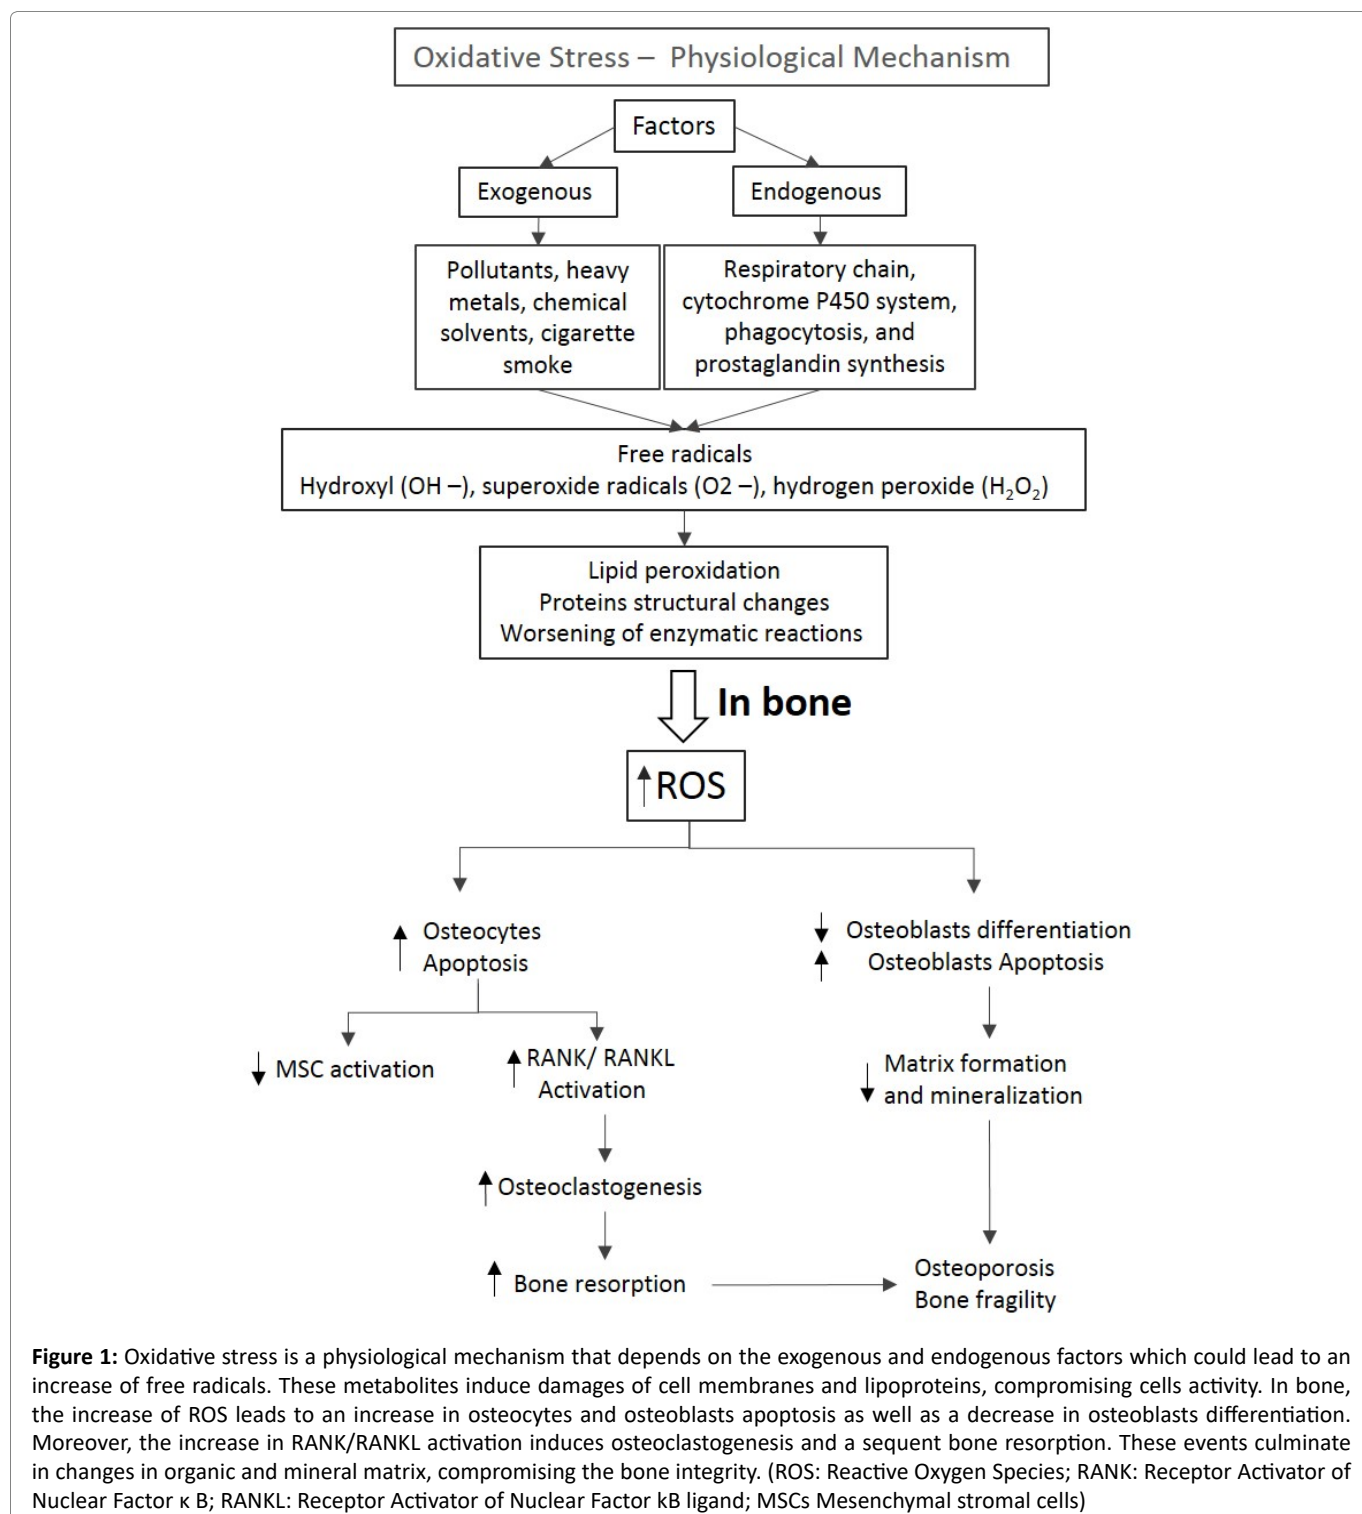 Oxidative Stress – Physiological Mechanism
Factors
Exogenous
Endogenous
Pollutants, heavy
metals, chemical
solvents, cigarette
smoke
Respiratory chain,
cytochrome P450 system,
phagocytosis, and
prostaglandin synthesis
Free radicals
Hydroxyl (OH –), superoxide radicals (O2 –), hydrogen peroxide (H₂O₂)
Lipid peroxidation
Proteins structural changes
Worsening of enzymatic reactions
In bone
↑ROS
↑ Osteocytes
Apoptosis
↓ Osteoblasts differentiation
↑ Osteoblasts Apoptosis
↓ MSC activation
↑ RANK/ RANKL
Activation
Matrix formation
↓ and mineralization
↑ Osteoclastogenesis
↑ Bone resorption
Osteoporosis
Bone fragility
Figure 1: Oxidative stress is a physiological mechanism that depends on the exogenous and endogenous factors which could lead to an
increase of free radicals. These metabolites induce damages of cell membranes and lipoproteins, compromising cells activity. In bone,
the increase of ROS leads to an increase in osteocytes and osteoblasts apoptosis as well as a decrease in osteoblasts differentiation.
Moreover, the increase in RANK/RANKL activation induces osteoclastogenesis and a sequent bone resorption. These events culminate
in changes in organic and mineral matrix, compromising the bone integrity. (ROS: Reactive Oxygen Species; RANK: Receptor Activator of
Nuclear Factor κ B; RANKL: Receptor Activator of Nuclear Factor kB ligand; MSCs Mesenchymal stromal cells)